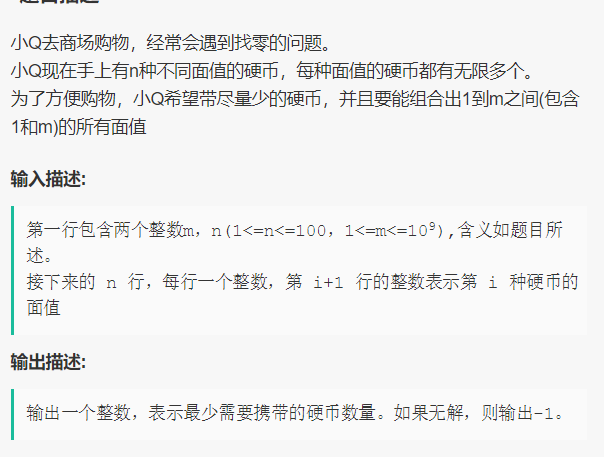 小Q去商场购物，经常会遇到找零的问题。
小Q现在手上有n种不同面值的硬币，每种面值的硬币都有无限多个。
为了方便购物，小Q希望带尽量少的硬币，并且要能组合出1到m之间(包含
1和m)的所有面值
输入描述:
第一行包含两个整数m，n(1<=n<=100，1<=m<=10⁹),含义如题目所
述。
接下来的 n 行，每行一个整数，第 i+1 行的整数表示第 i 种硬币的
面值
输出描述:
输出一个整数，表示最少需要携带的硬币数量。如果无解，则输出-1。